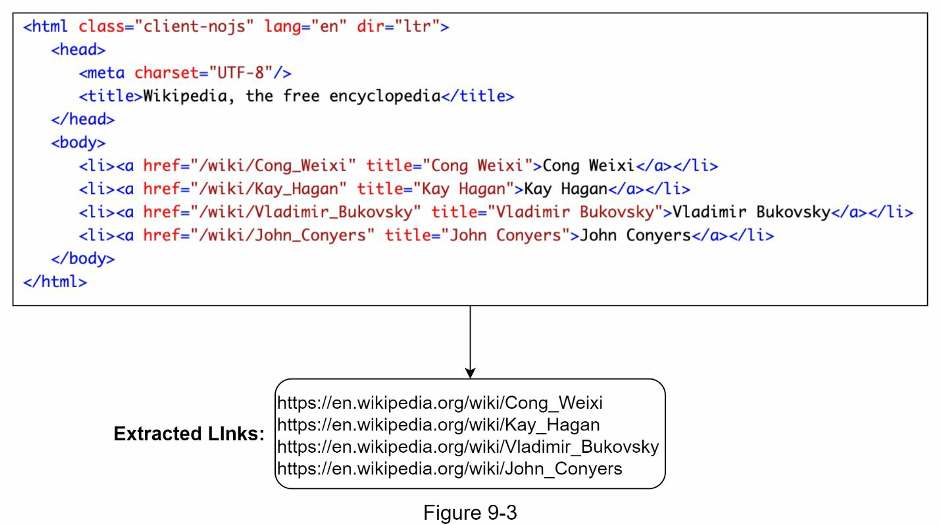 <html class="client-nojs" lang="en" dir="ltr">
<head>
<meta charset="UTF-8"/>
<title>Wikipedia, the free encyclopedia</title>
</head>
<body>
<li><a href="/wiki/Cong_Weixi" title="Cong Weixi">Cong Weixi</a></li>
<li><a href="/wiki/Kay_Hagan" title="Kay Hagan">Kay Hagan</a></li>
<li><a href="/wiki/Vladimir_Bukovsky" title="Vladimir Bukovsky">Vladimir Bukovsky</a></li>
<li><a href="/wiki/John_Conyers" title="John Conyers">John Conyers</a></li>
</body>
</html>
Extracted LInks:
https://en.wikipedia.org/wiki/Cong_Weixi
https://en.wikipedia.org/wiki/Kay_Hagan
https://en.wikipedia.org/wiki/Vladimir_Bukovsky
https://en.wikipedia.org/wiki/John_Conyers
Figure 9-3